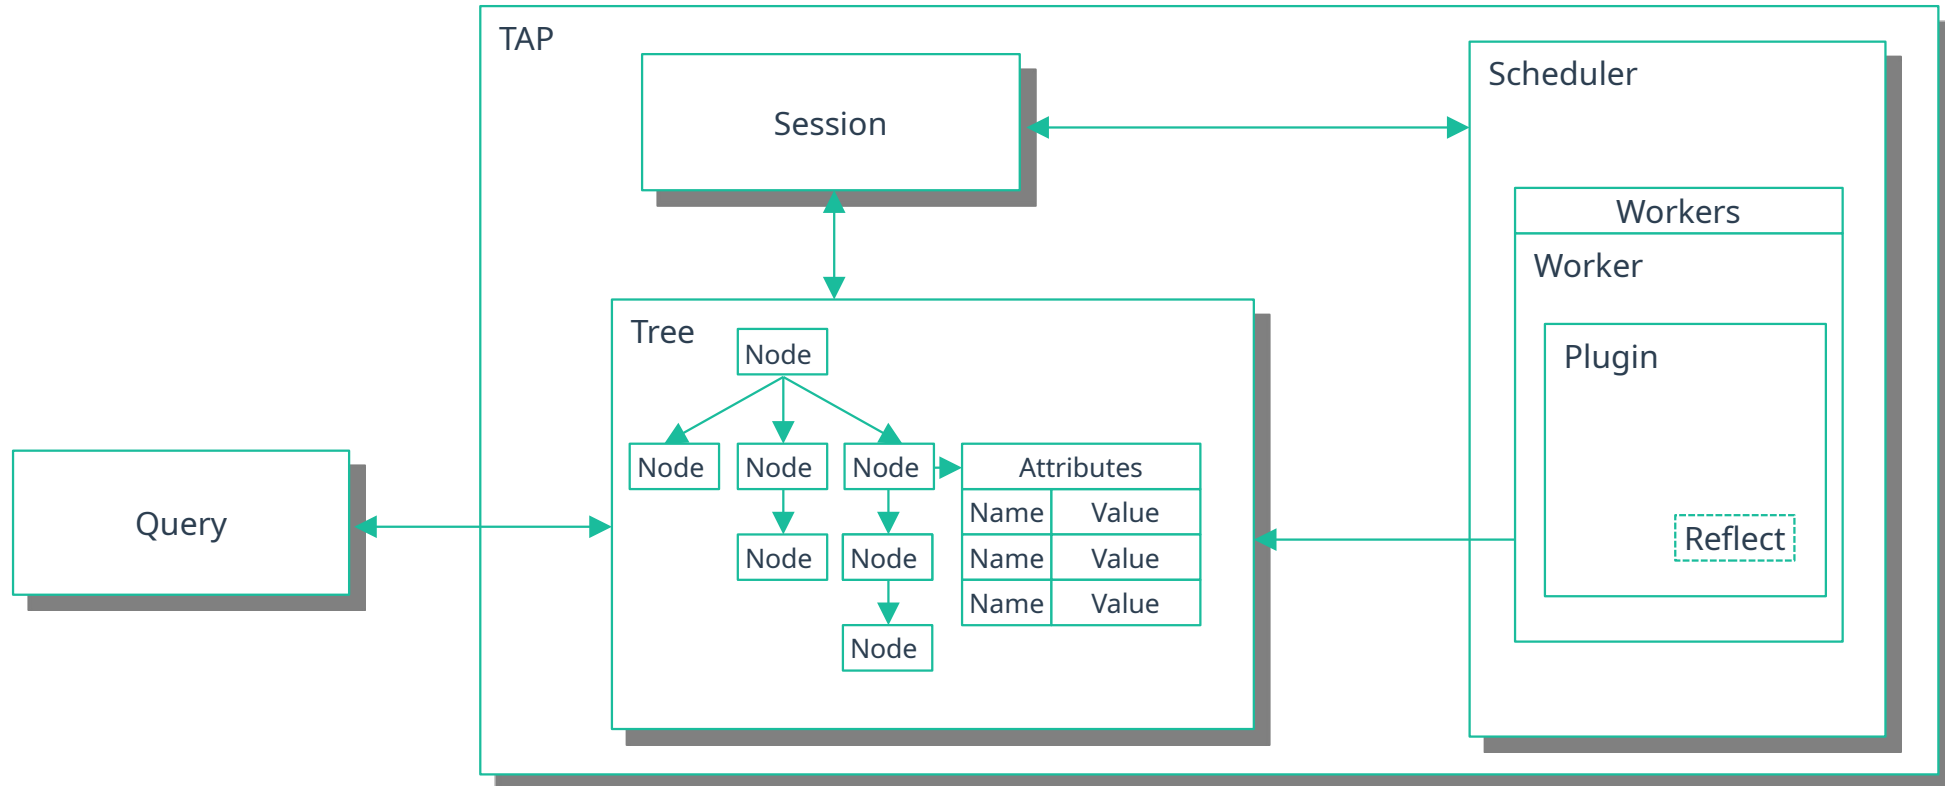 TAP
Session
Scheduler
Workers
Worker
Plugin
Reflect
Tree
Node
Node
Node
Node
Attributes
Name Value
Node
Node
Name Value
Name Value
Node
Query